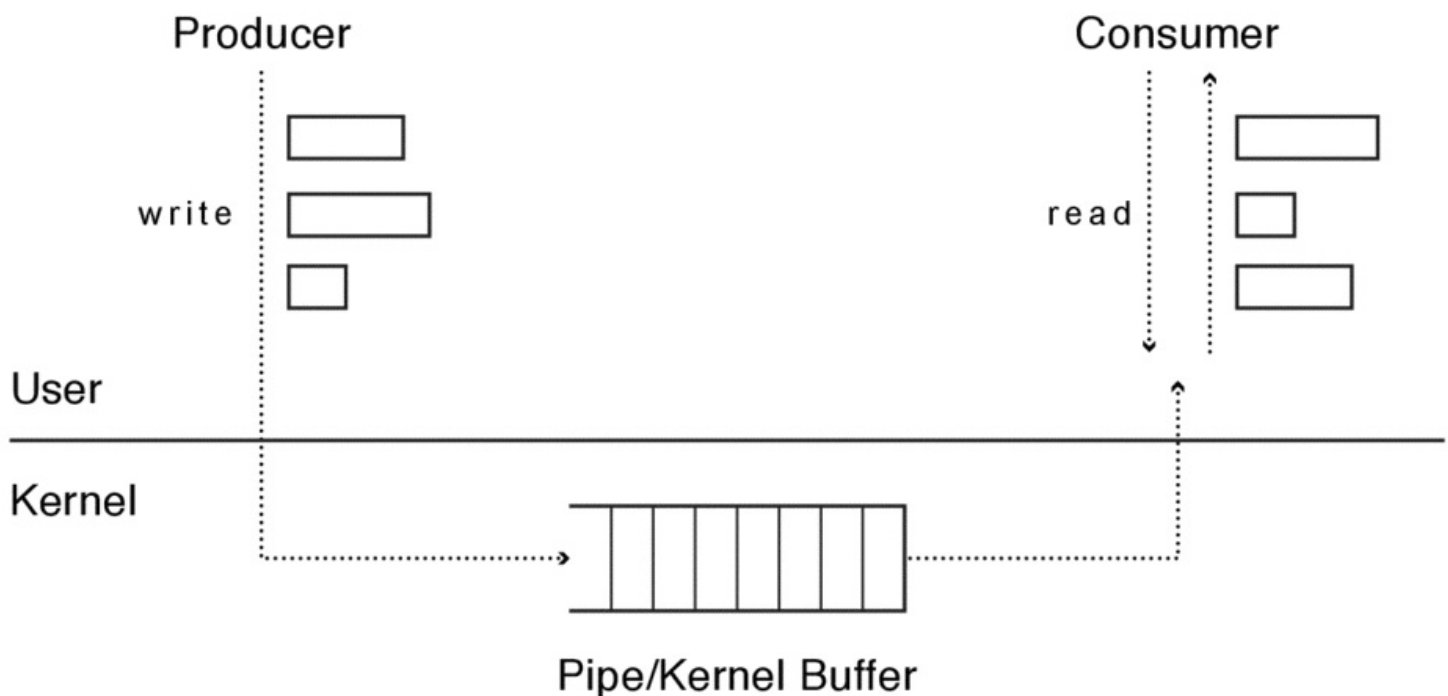 Producer
Consumer
write
read
User
Kernel
Pipe/Kernel Buffer